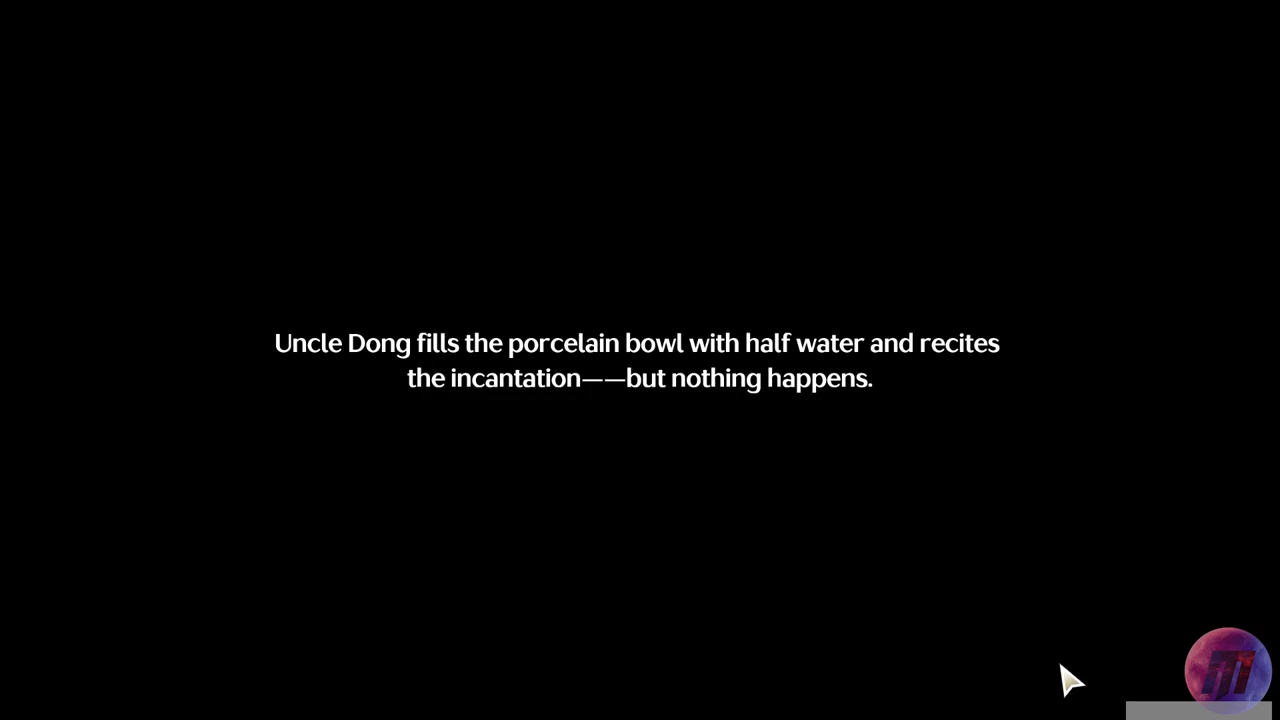 Uncle Dong fills the porcelain bowl with half water and recites
the incantation——but nothing happens.